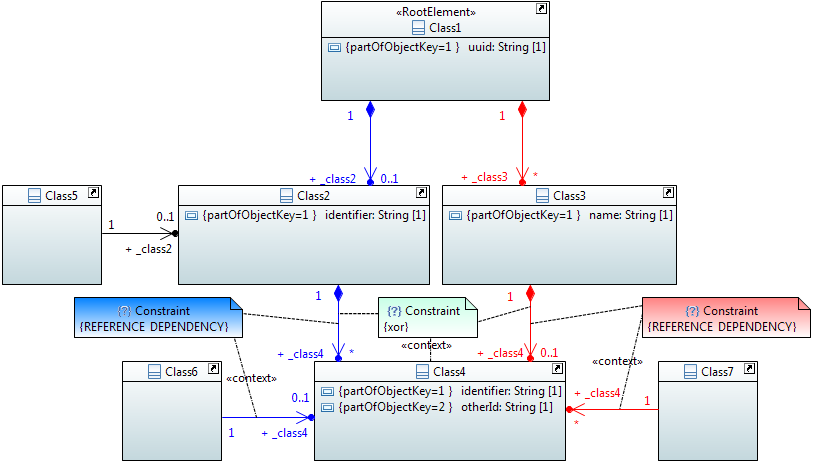 «RootElement»
Class1
{partOfObjectKey=1 } uuid: String [1]
1
1
+ _class2
0..1
+ _class3
*
Class5
Class2
Class3
{partOfObjectKey=1 } identifier: String [1]
{partOfObjectKey=1 } name: String [1]
1
0..1
+ _class2
1
1
Constraint
{REFERENCE DEPENDENCY}
Constraint
{xor}
Constraint
{REFERENCE DEPENDENCY}
«context»
+ _class4
*
+ _class4
0..1
«context»
Class6
Class4
Class7
«context»
{partOfObjectKey=1 } identifier: String [1]
{partOfObjectKey=2 } otherId: String [1]
0..1
+ _class4
1
1
+ _class4
*